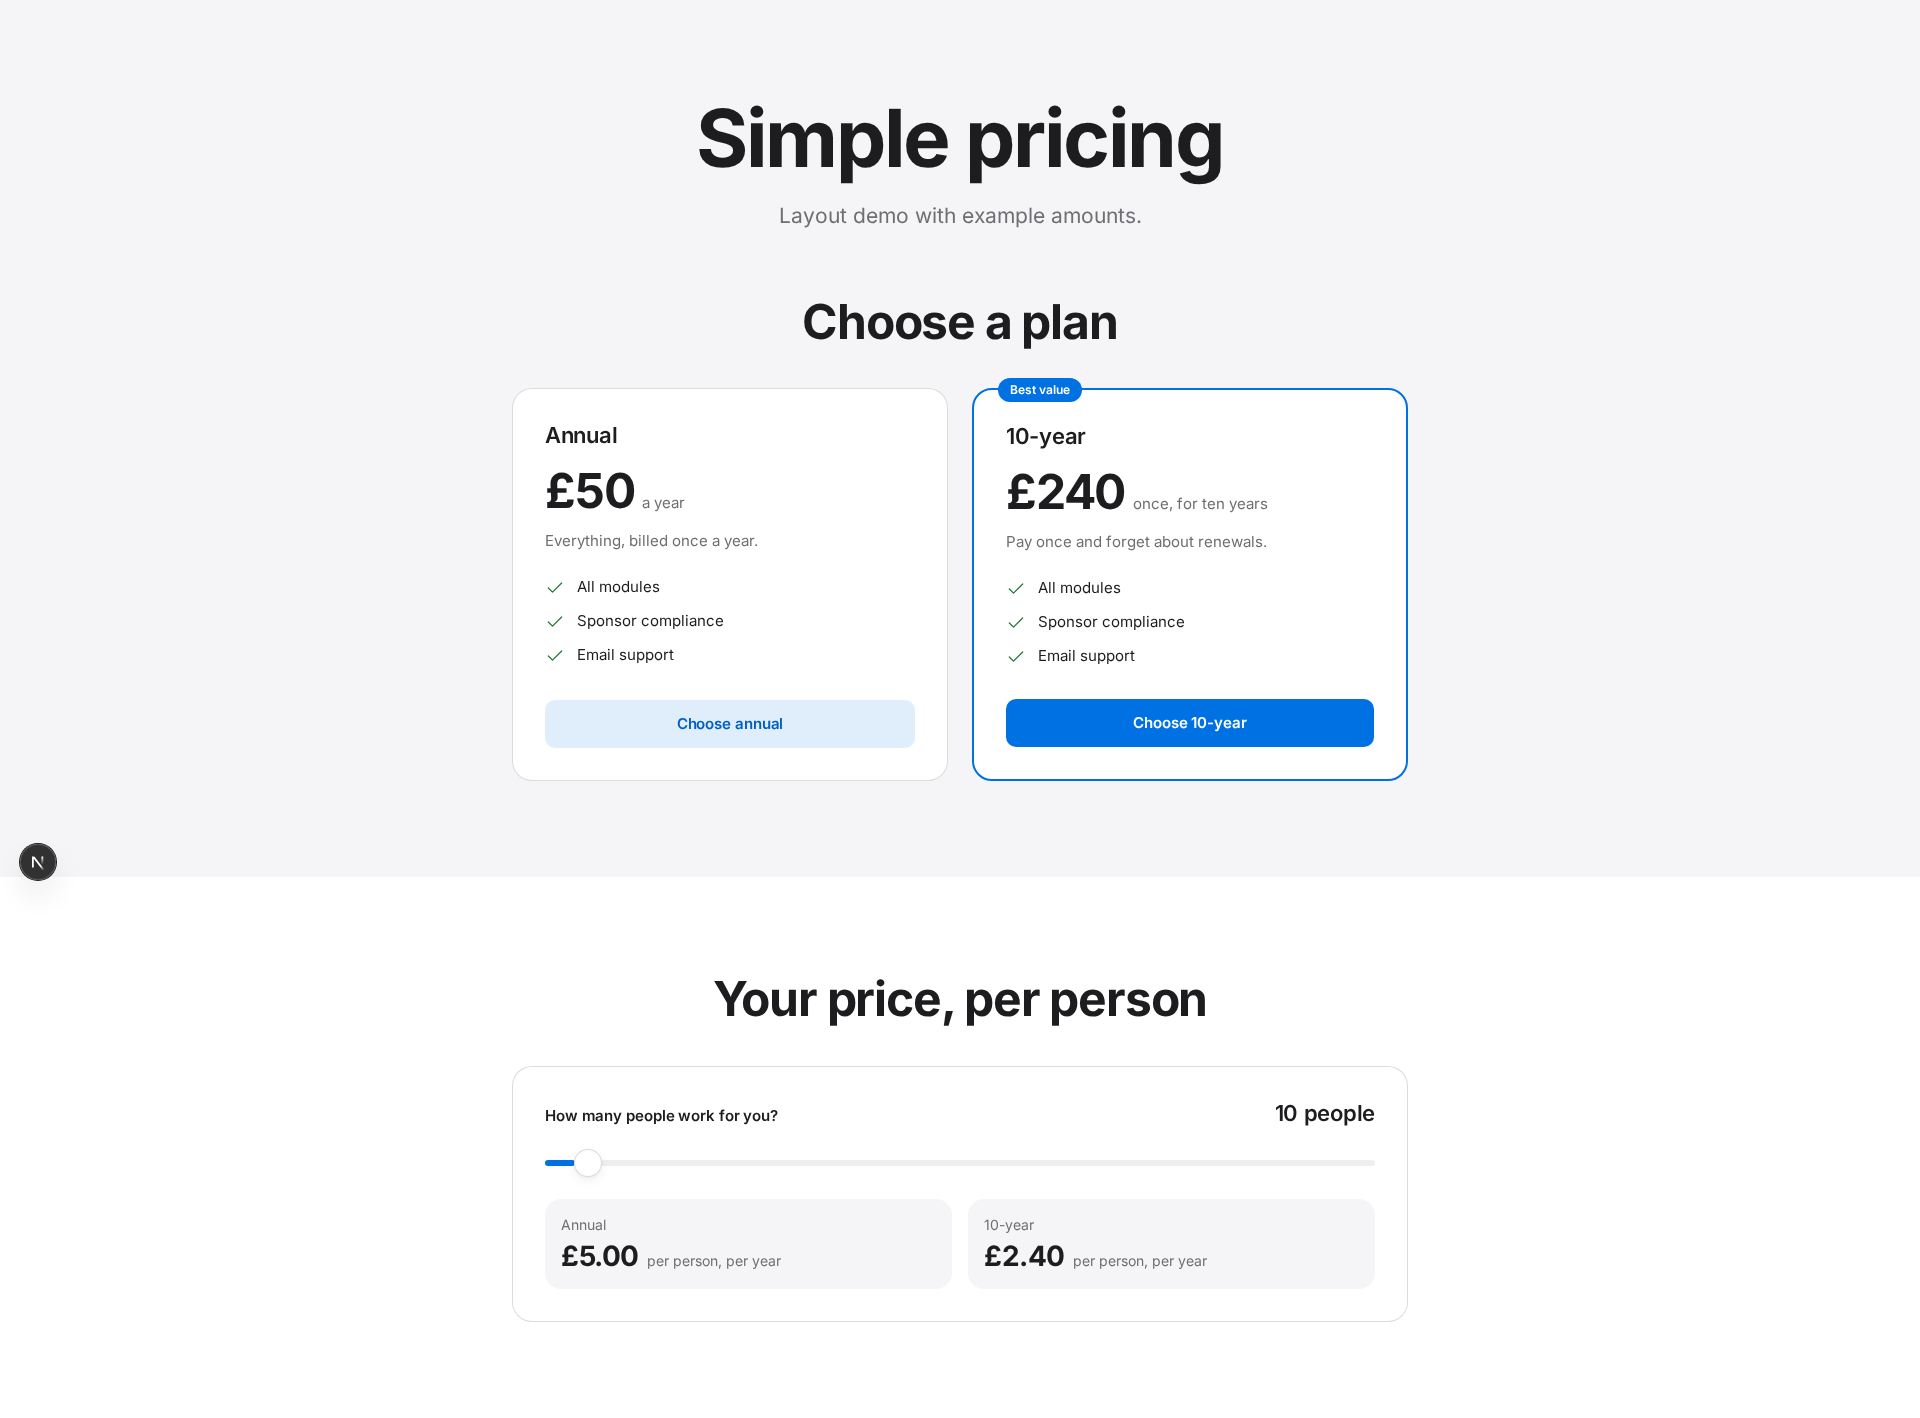 Simple pricing
Layout demo with example amounts.
Choose a plan
Annual
£50 a year
Everything, billed once a year.
All modules
Sponsor compliance
Email support
Choose annual
Best value
10-year
£240 once, for ten years
Pay once and forget about renewals.
All modules
Sponsor compliance
Email support
Choose 10-year
N
Your price, per person
How many people work for you?
10 people
Annual
£5.00 per person, per year
10-year
£2.40 per person, per year